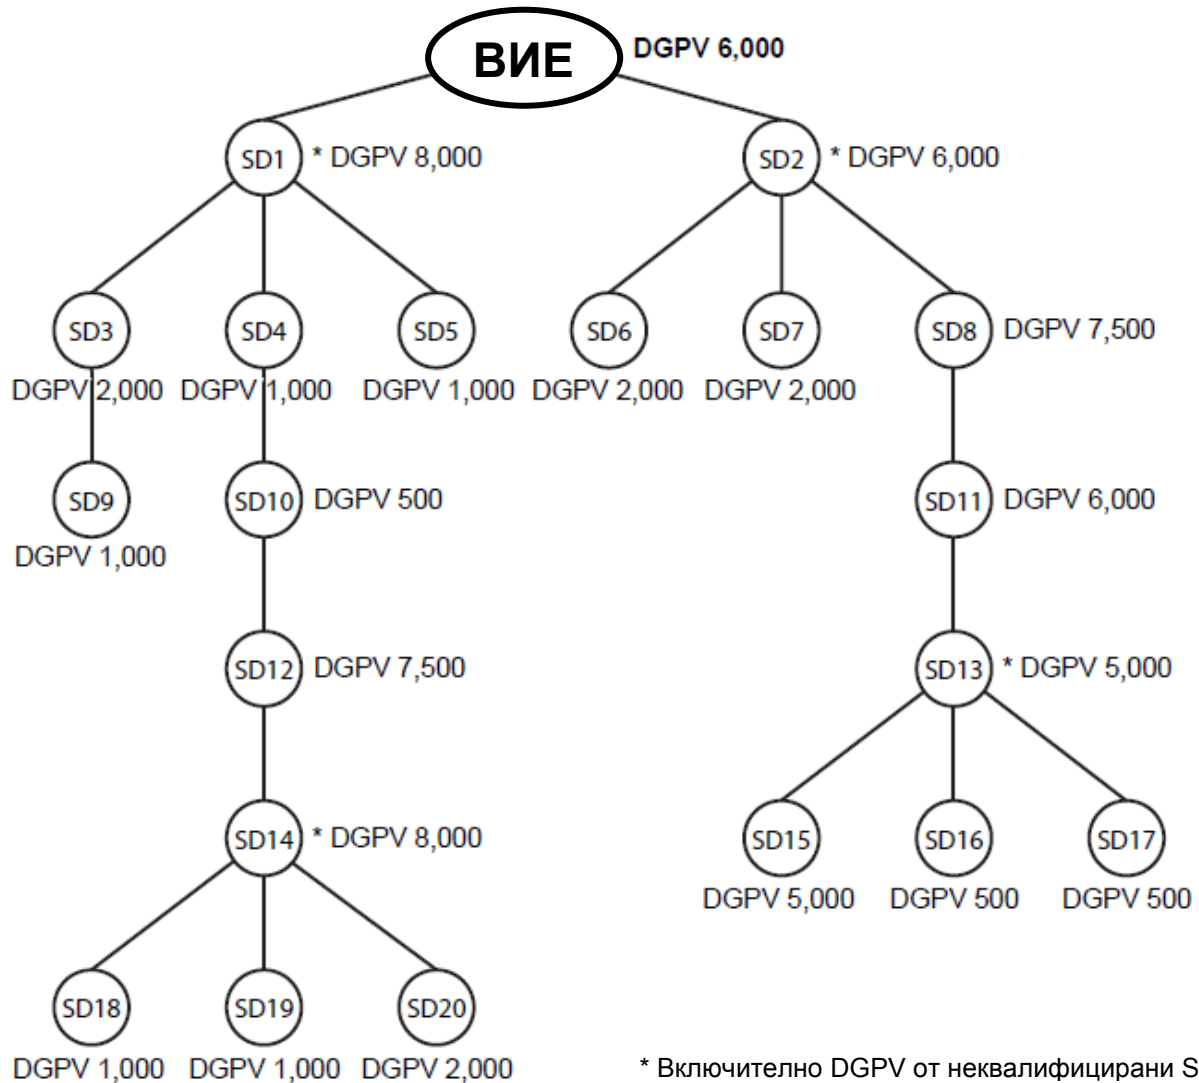 ВИЕ DGPV 6,000
SD1 * DGPV 8,000 SD2 * DGPV 6,000
SD3 SD4 SD5 SD6 SD7 SD8 DGPV 7,500
DGPV 2,000 DGPV 1,000 DGPV 1,000 DGPV 2,000 DGPV 2,000
SD9 SD10 DGPV 500 SD11 DGPV 6,000
DGPV 1,000
SD12 DGPV 7,500 SD13 * DGPV 5,000
SD14 * DGPV 8,000 SD15 SD16 SD17
DGPV 5,000 DGPV 500 DGPV 500
SD18 SD19 SD20
DGPV 1,000 DGPV 1,000 DGPV 2,000 * Включително DGPV от неквалифицирани S